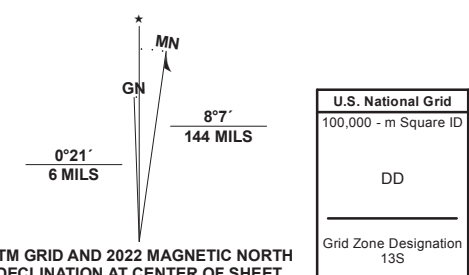 ★
MN
GN
8°7´
144 MILS
0°21´
6 MILS
TM GRID AND 2022 MAGNETIC NORTH
DECLINATION AT CENTER OF SHEET
U.S. National Grid
100,000 - m Square ID
DD
Grid Zone Designation
13S